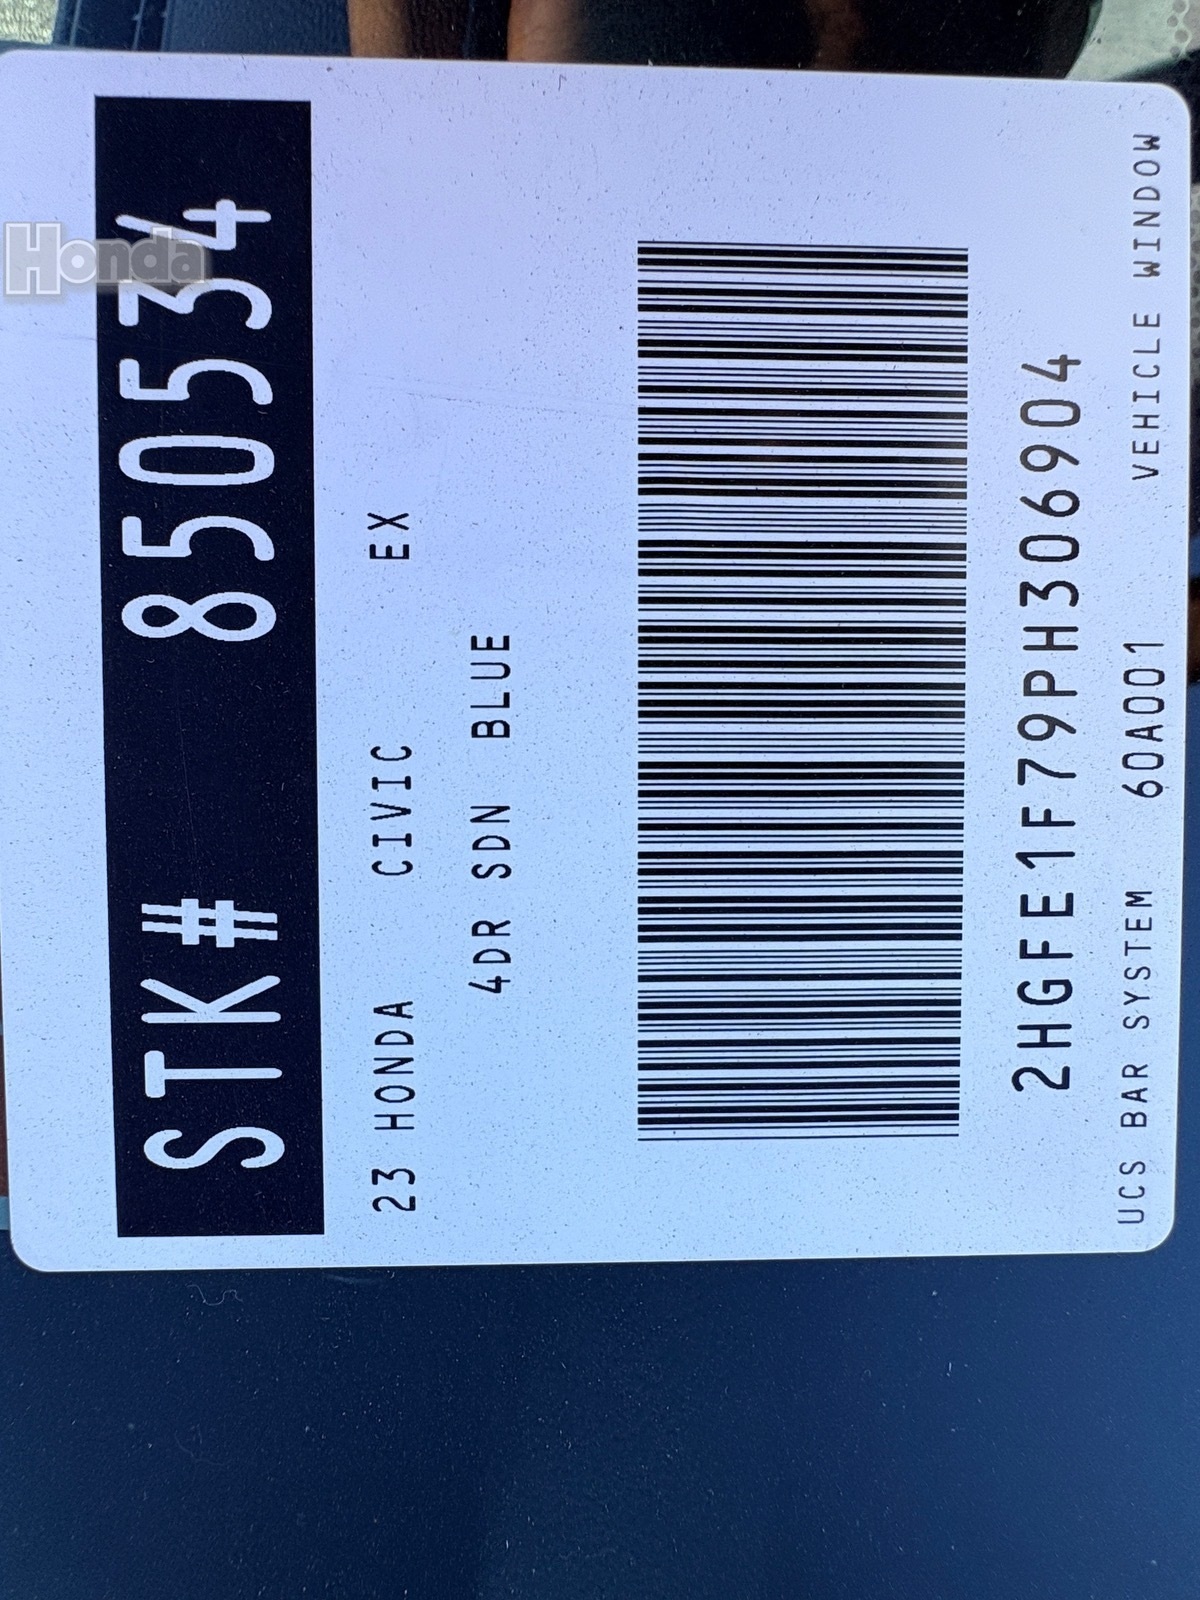 STK# 850534
23 HONDA CIVIC EX
4DR SDN BLUE
2HGFE1F79PH306904
UCS BAR SYSTEM 60A001 VEHICLE WINDOW
Honda